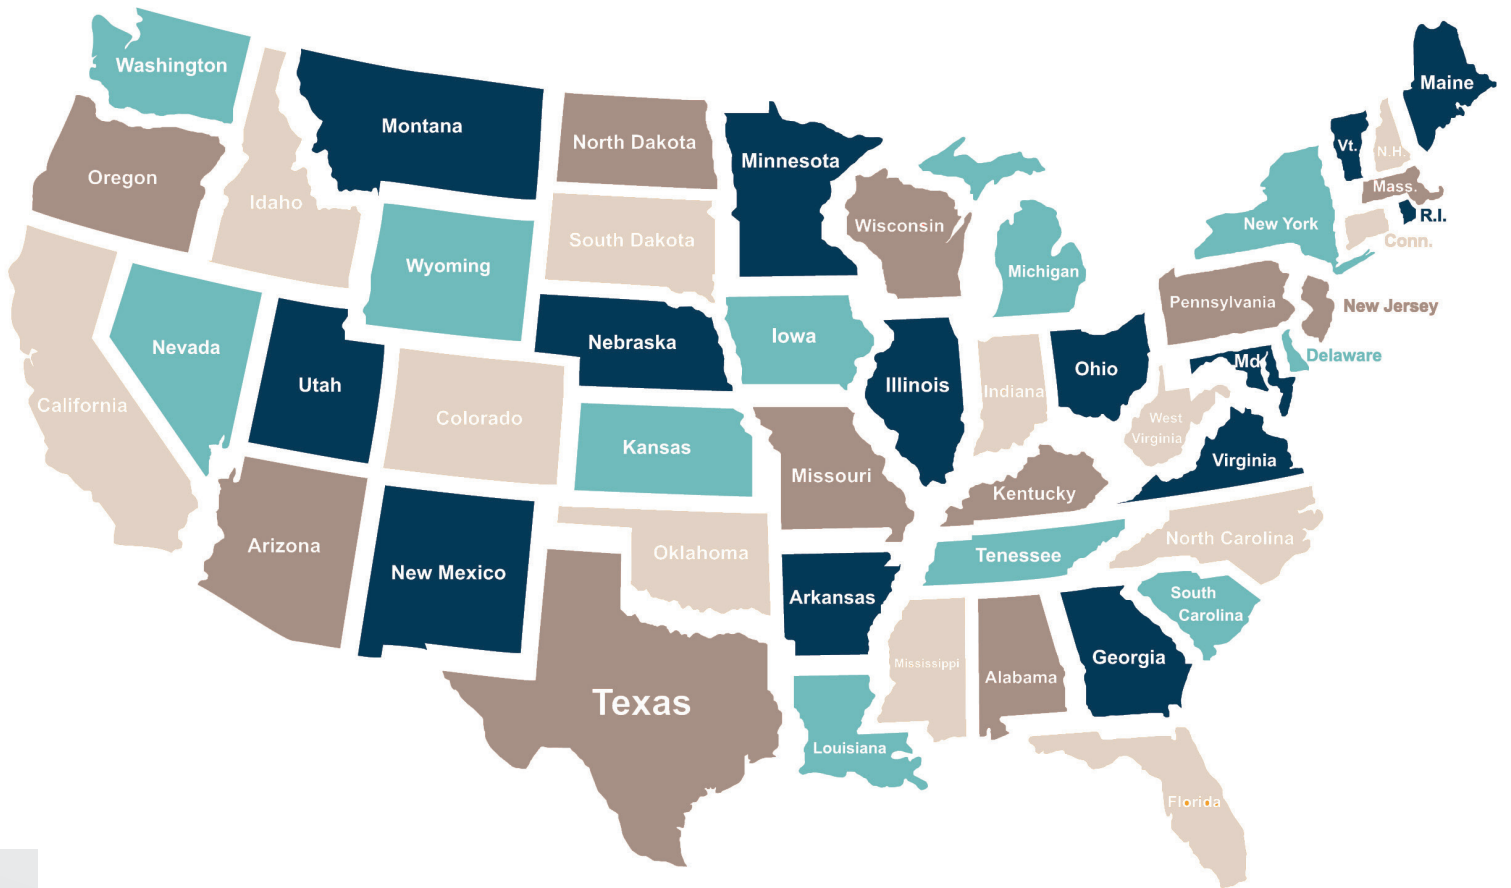 Washington
Montana
North Dakota
Minnesota
Maine
Vt.
N.H.
Oregon
Idaho
Wyoming
South Dakota
Wisconsin
Michigan
New York
Mass.
R.I.
Conn.
Nevada
Utah
Nebraska
Iowa
Illinois
Indiana
Ohio
Pennsylvania
New Jersey
Delaware
Md.
California
Colorado
Kansas
Missouri
Kentucky
West
Virginia
Virginia
Arizona
New Mexico
Oklahoma
Arkansas
Tenessee
North Carolina
South
Carolina
Texas
Louisiana
Mississippi
Alabama
Georgia
Florida